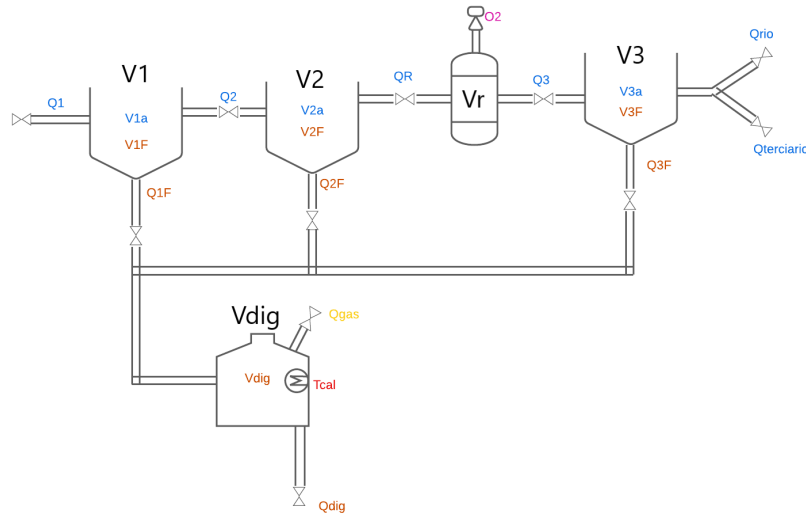 O2
Qrio
V1
V2
V3
QR
Q3
Q1
Q2
Vr
V1a
V2a
V3a
V1F
V2F
V3F
Qterciario
Q1F
Q2F
Q3F
Vdig
Qgas
Vdig
Tcal
Qdig